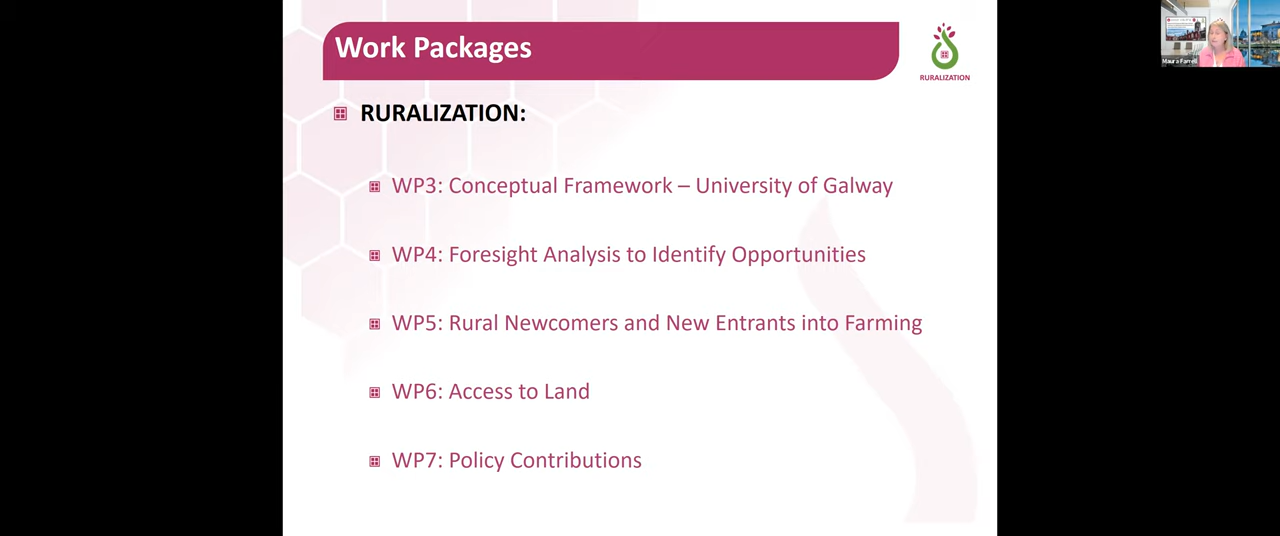 Work Packages
RURALIZATION
Maura Farrell
RURALIZATION:
WP3: Conceptual Framework – University of Galway
WP4: Foresight Analysis to Identify Opportunities
WP5: Rural Newcomers and New Entrants into Farming
WP6: Access to Land
WP7: Policy Contributions